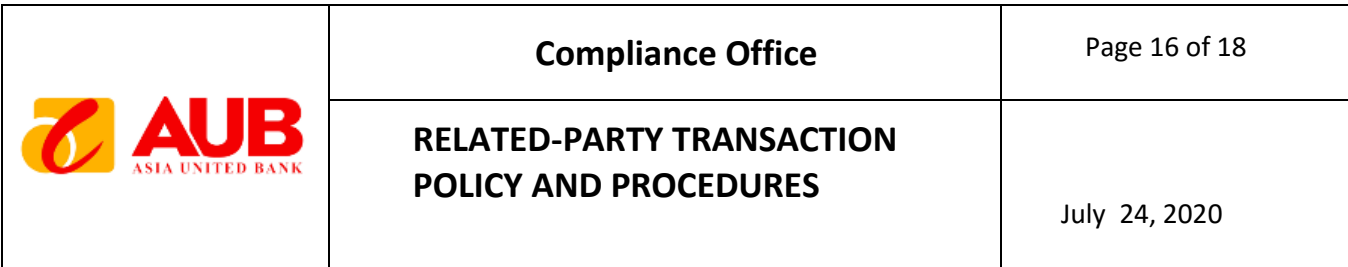 Compliance Office
Page 16 of 18
AUB
ASIA UNITED BANK
RELATED-PARTY TRANSACTION
POLICY AND PROCEDURES
July 24, 2020